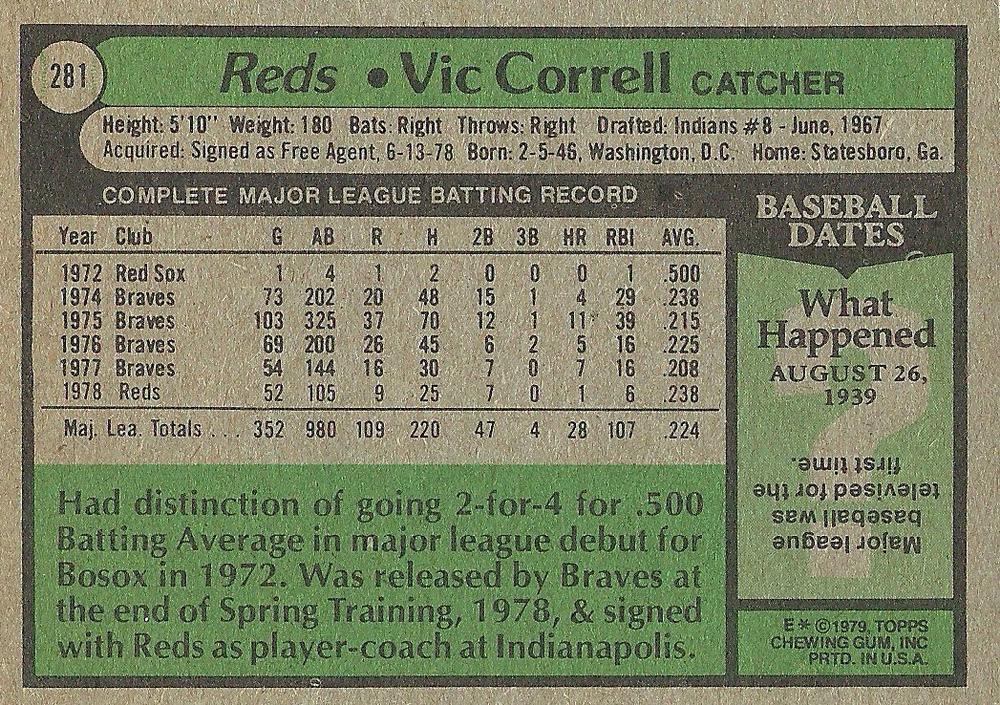 281
Reds • Vic Correll CATCHER
Height: 5'10" Weight: 180 Bats: Right Throws: Right Drafted: Indians #8 - June, 1967
Acquired: Signed as Free Agent, 6-13-78 Born: 2-5-46, Washington, D.C. Home: Statesboro, Ga.
COMPLETE MAJOR LEAGUE BATTING RECORD
Year Club G AB R H 2B 3B HR RBI AVG.
1972 Red Sox 1 4 1 2 0 0 0 1 .500
1974 Braves 73 202 20 48 15 1 4 29 .238
1975 Braves 103 325 37 70 12 1 11 39 .215
1976 Braves 69 200 26 45 6 2 5 16 .225
1977 Braves 54 144 16 30 7 0 7 16 .208
1978 Reds 52 105 9 25 7 0 1 6 .238
Maj. Lea. Totals ... 352 980 109 220 47 4 28 107 .224
Had distinction of going 2-for-4 for .500
Batting Average in major league debut for
Bosox in 1972. Was released by Braves at
the end of Spring Training, 1978, & signed
with Reds as player-coach at Indianapolis.
BASEBALL
DATES
What
Happened
AUGUST 26,
1939
?
Major league
baseball was
televised for the
first time.
E * ©1979, TOPPS
CHEWING GUM, INC
PRTD. IN U.S.A.